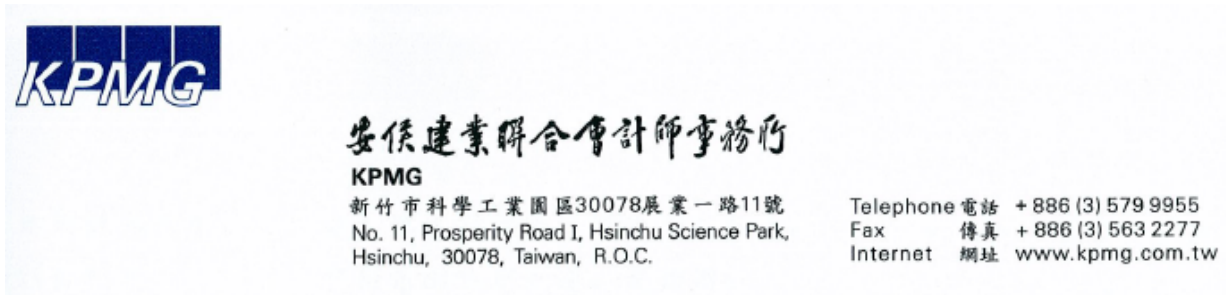 KPMG
安侯建業聯合會計師事務所
KPMG
新竹市科學工業園區30078展業一路11號
No. 11, Prosperity Road I, Hsinchu Science Park,
Hsinchu, 30078, Taiwan, R.O.C.
Telephone 電話 + 886 (3) 579 9955
Fax 傳真 + 886 (3) 563 2277
Internet 網址 www.kpmg.com.tw